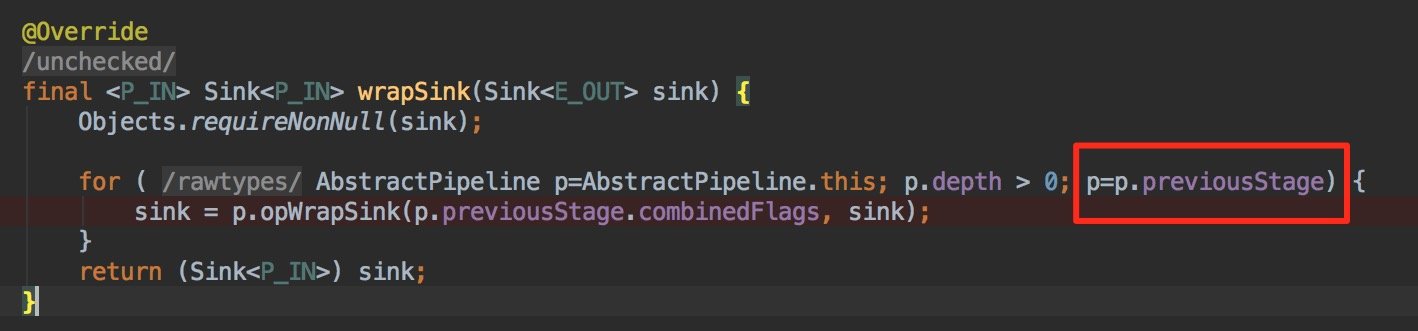 @Override
/unchecked/
final <P_IN> Sink<P_IN> wrapSink(Sink<E_OUT> sink) {
Objects.requireNonNull(sink);
for ( /rawtypes/ AbstractPipeline p=AbstractPipeline.this; p.depth > 0; p=p.previousStage) {
sink = p.opWrapSink(p.previousStage.combinedFlags, sink);
}
return (Sink<P_IN>) sink;
}